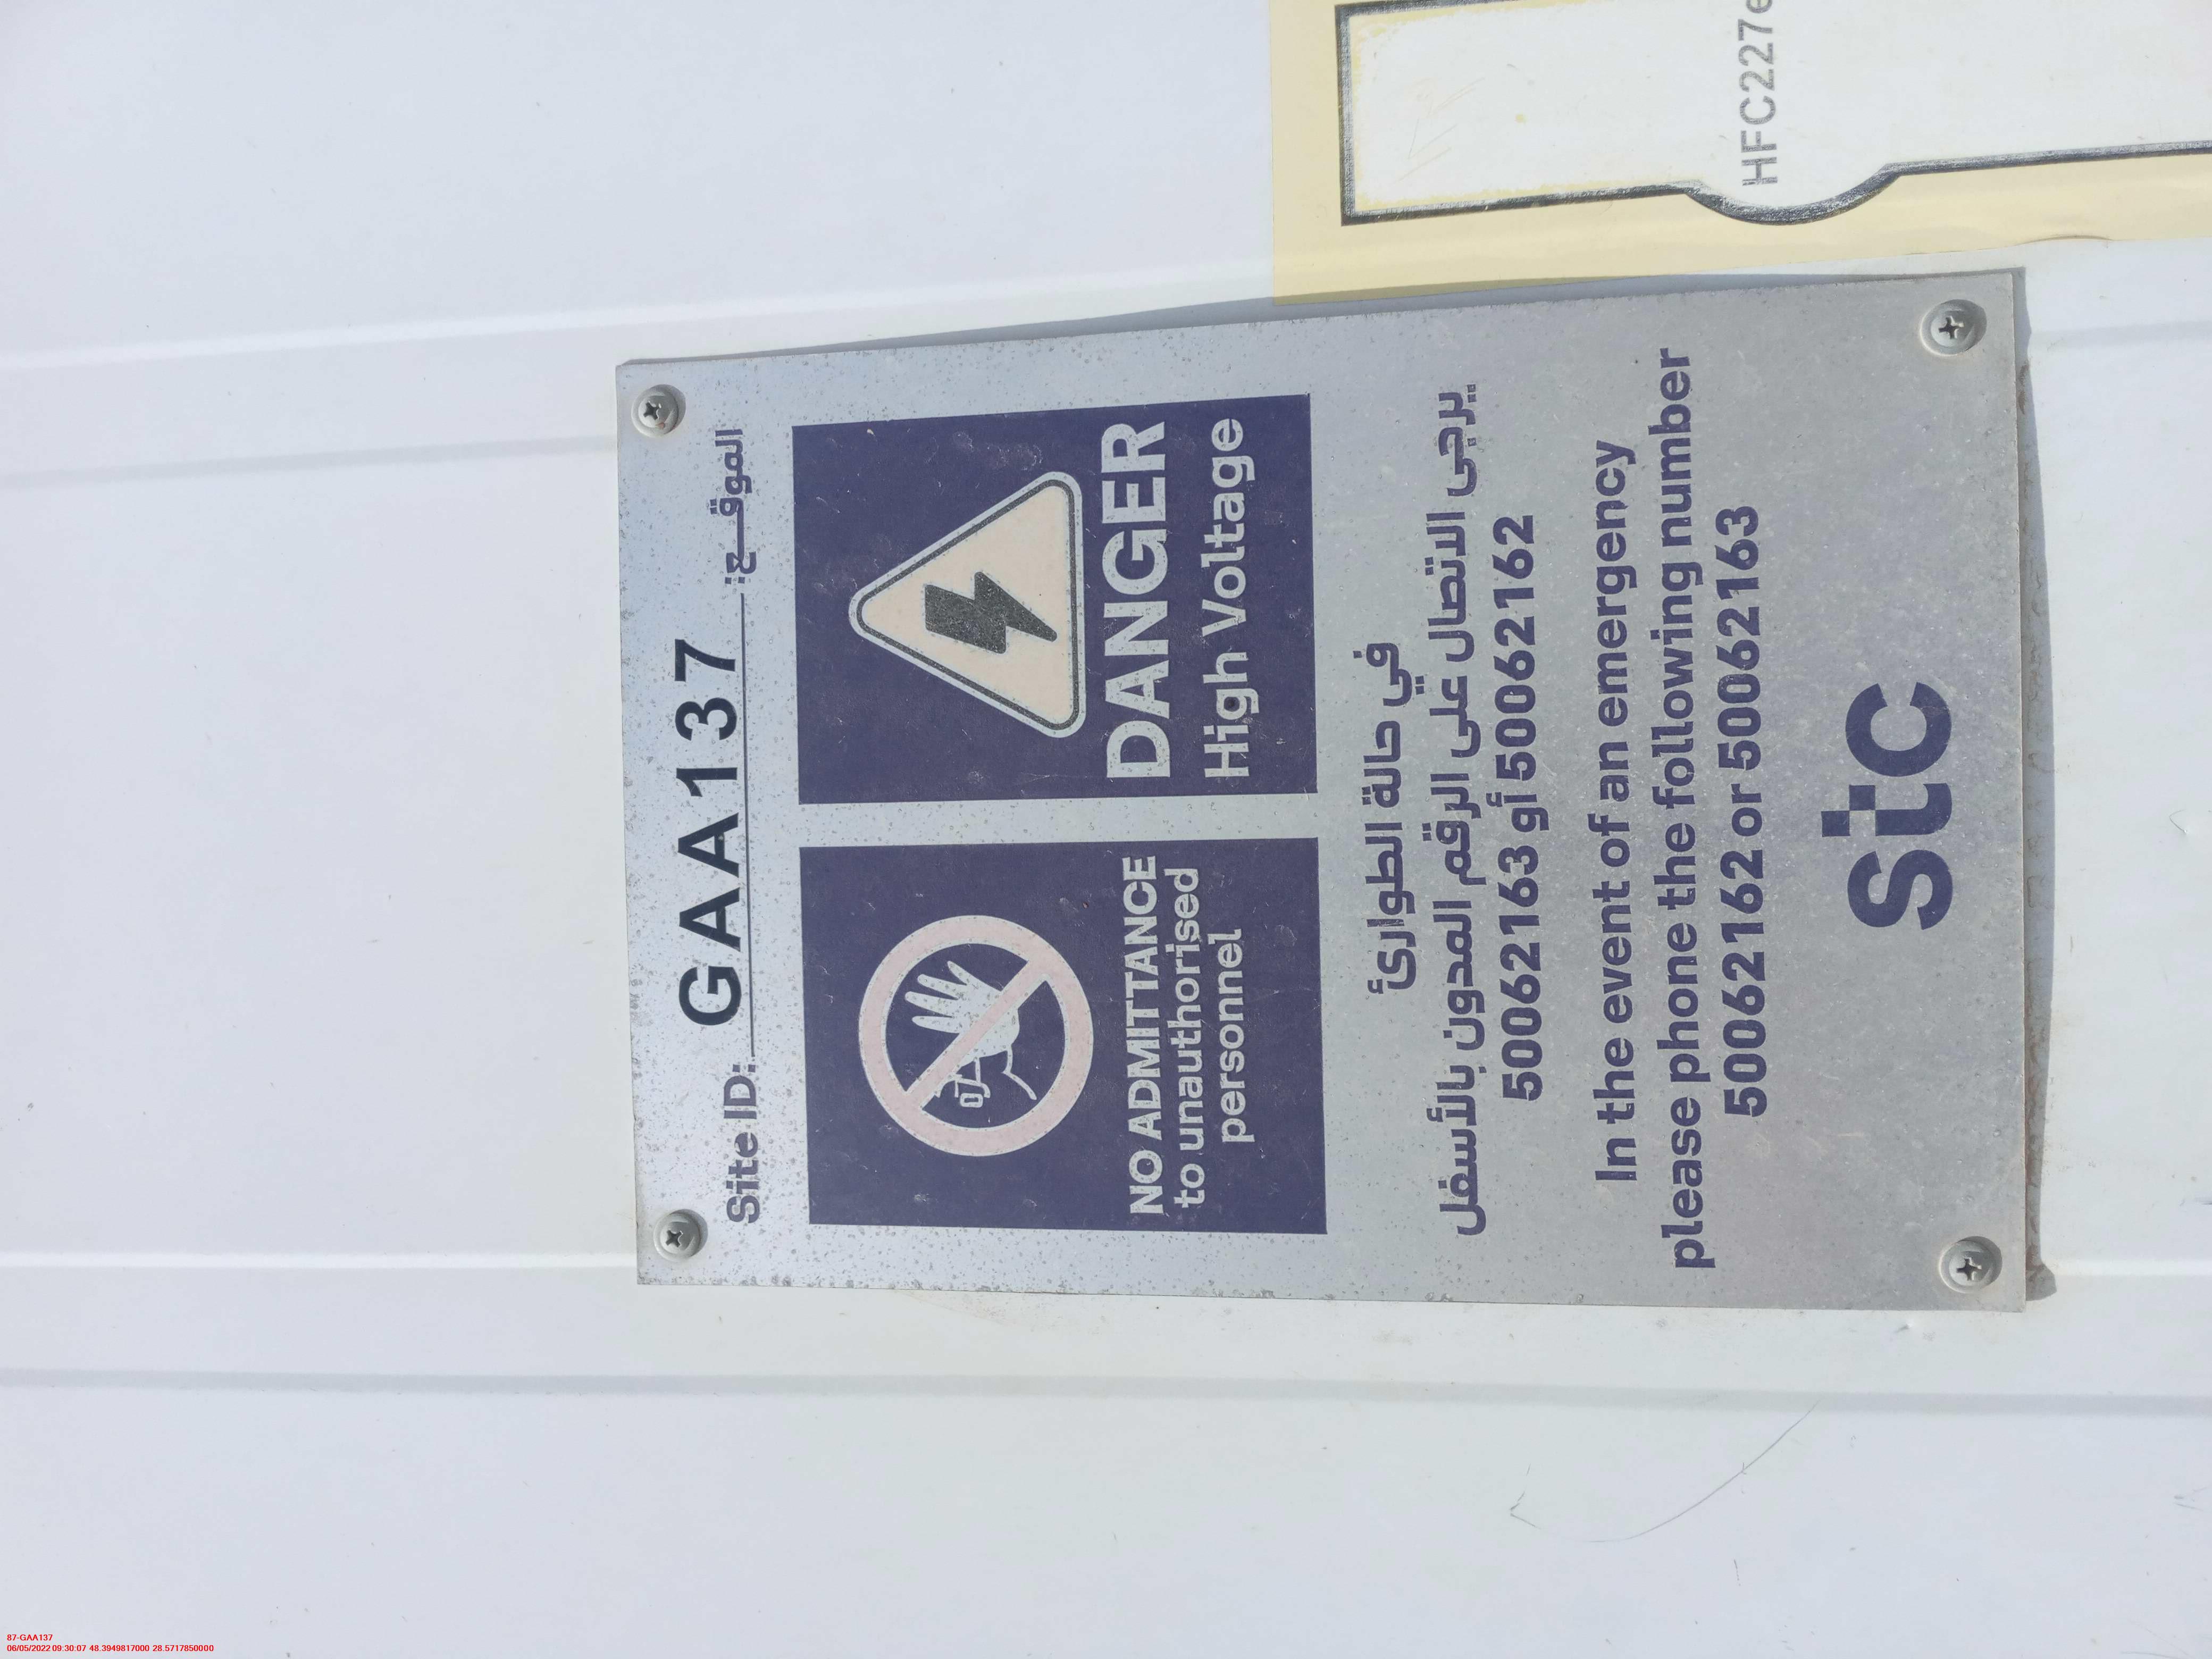 Site ID: GAA137 الموقع:
NO ADMITTANCE
to unauthorised
personnel
DANGER
High Voltage
في حالة الطوارئ
يرجى الاتصال على الرقم المدون بالأسفل
50062163 أو 50062162
In the event of an emergency
please phone the following number
50062162 or 50062163
stc
HFC227e
87-GAA137
06/05/2022 09:30:07 48.3949817000 28.5717850000